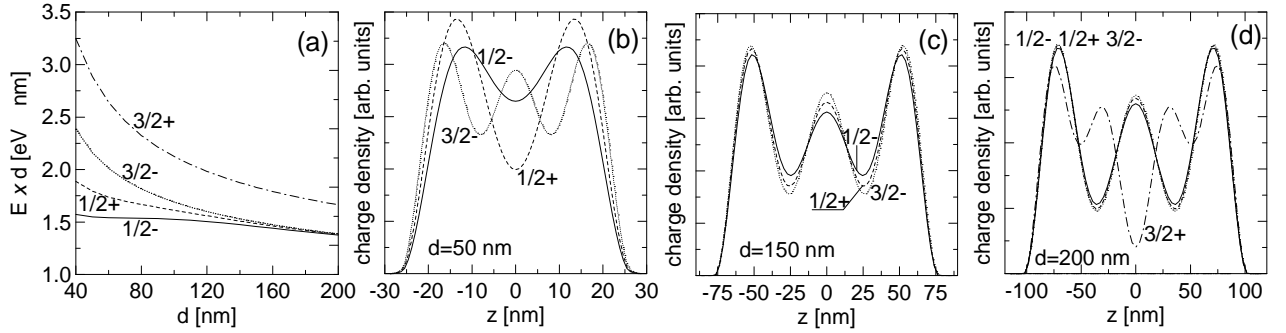 3.5
3.0
2.5
2.0
1.5
1.0
E x d [eV nm]
40 80 120 160 200
d [nm]
(a)
3/2+
3/2-
1/2+
1/2-
charge density [arb. units]
(b)
1/2-
3/2-
1/2+
d=50 nm
-30 -20 -10 0 10 20 30
z [nm]
charge density [arb. units]
(c)
1/2-
1/2+
3/2-
d=150 nm
-75 -50 -25 0 25 50 75
z [nm]
charge density [arb. units]
(d)
1/2- 1/2+ 3/2-
3/2+
d=200 nm
-100 -50 0 50 100
z [nm]